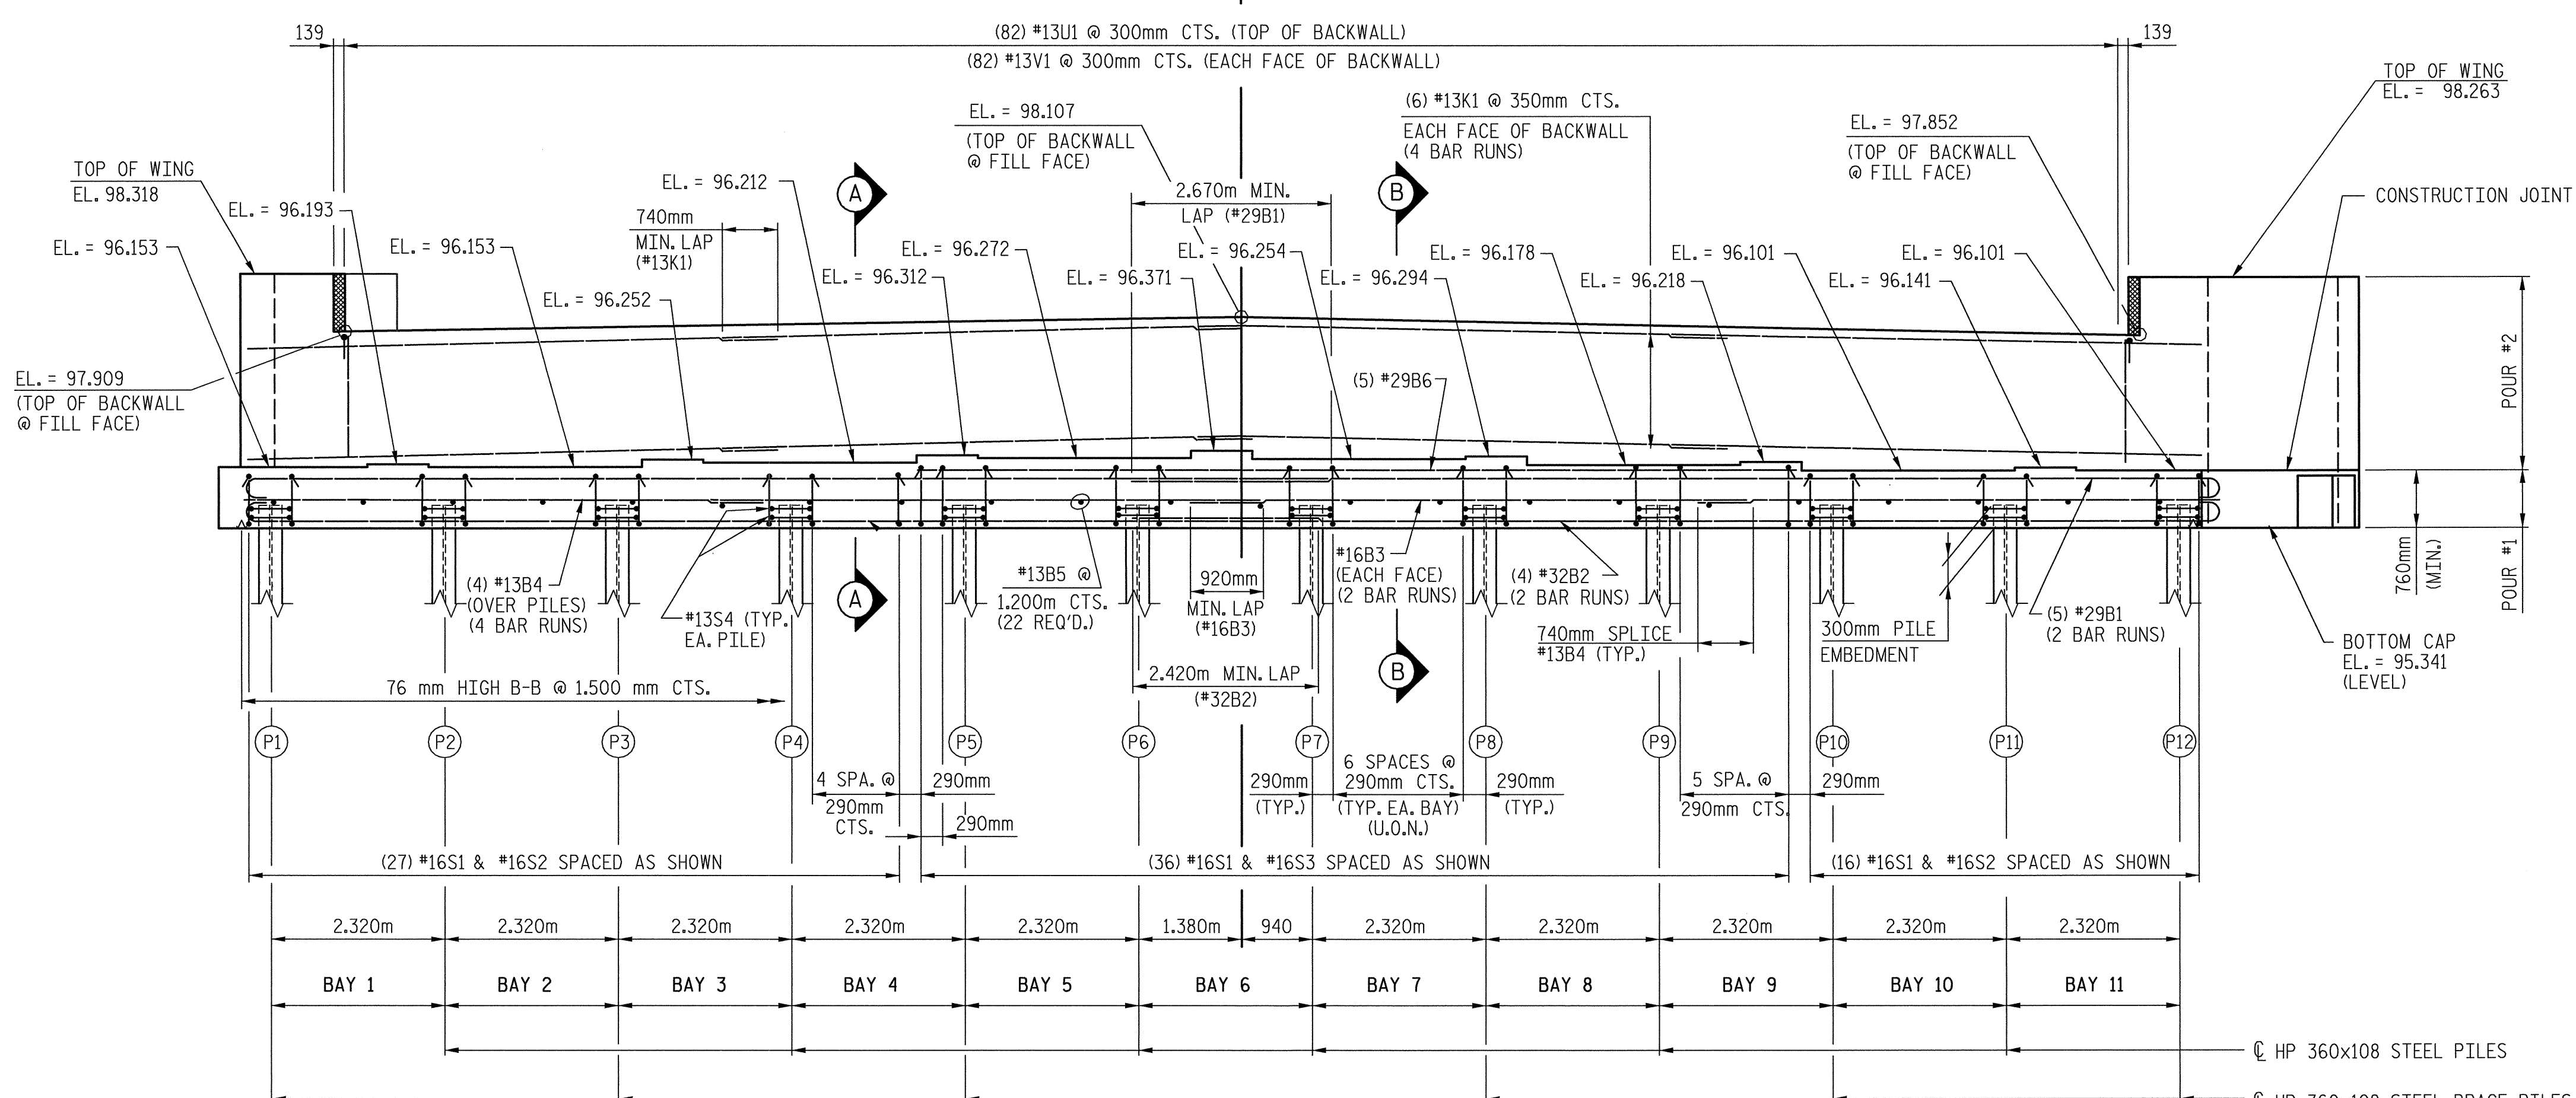 139
(82) #13U1 @ 300mm CTS. (TOP OF BACKWALL)
139
(82) #13V1 @ 300mm CTS. (EACH FACE OF BACKWALL)
TOP OF WING
EL. = 98.263
EL. = 98.107
(TOP OF BACKWALL
@ FILL FACE)
(6) #13K1 @ 350mm CTS.
EACH FACE OF BACKWALL
(4 BAR RUNS)
EL. = 97.852
(TOP OF BACKWALL
@ FILL FACE)
TOP OF WING
EL. 98.318
EL. = 96.212
A
2.670m MIN.
LAP (#29B1)
B
CONSTRUCTION JOINT
EL. = 96.193
740mm
MIN. LAP
(#13K1)
EL. = 96.153
EL. = 96.153
EL. = 96.272
EL. = 96.254
EL. = 96.178
EL. = 96.101
EL. = 96.101
EL. = 96.252
EL. = 96.312
EL. = 96.371
EL. = 96.294
EL. = 96.218
EL. = 96.141
EL. = 97.909
(TOP OF BACKWALL
@ FILL FACE)
(5) #29B6
POUR #2
760mm
(MIN.)
POUR #1
(4) #13B4
(OVER PILES)
(4 BAR RUNS)
#13S4 (TYP.
EA. PILE)
A
#13B5 @
1.200m CTS.
(22 REQ'D.)
920mm
MIN. LAP
(#16B3)
#16B3
(EACH FACE)
(2 BAR RUNS)
(4) #32B2
(2 BAR RUNS)
740mm SPLICE
#13B4 (TYP.)
300mm PILE
EMBEDMENT
(5) #29B1
(2 BAR RUNS)
BOTTOM CAP
EL. = 95.341
(LEVEL)
76 mm HIGH B-B @ 1.500 mm CTS.
2.420m MIN. LAP
(#32B2)
B
P1
P2
P3
P4
P5
P6
P7
P8
P9
P10
P11
P12
4 SPA. @
290mm
CTS.
290mm
290mm
290mm
(TYP.)
6 SPACES @
290mm CTS.
(TYP. EA. BAY)
(U.O.N.)
290mm
(TYP.)
5 SPA. @
290mm CTS.
290mm
(27) #16S1 & #16S2 SPACED AS SHOWN
(36) #16S1 & #16S3 SPACED AS SHOWN
(16) #16S1 & #16S2 SPACED AS SHOWN
2.320m
2.320m
2.320m
2.320m
2.320m
1.380m
940
2.320m
2.320m
2.320m
2.320m
2.320m
BAY 1
BAY 2
BAY 3
BAY 4
BAY 5
BAY 6
BAY 7
BAY 8
BAY 9
BAY 10
BAY 11
℄ HP 360x108 STEEL PILES